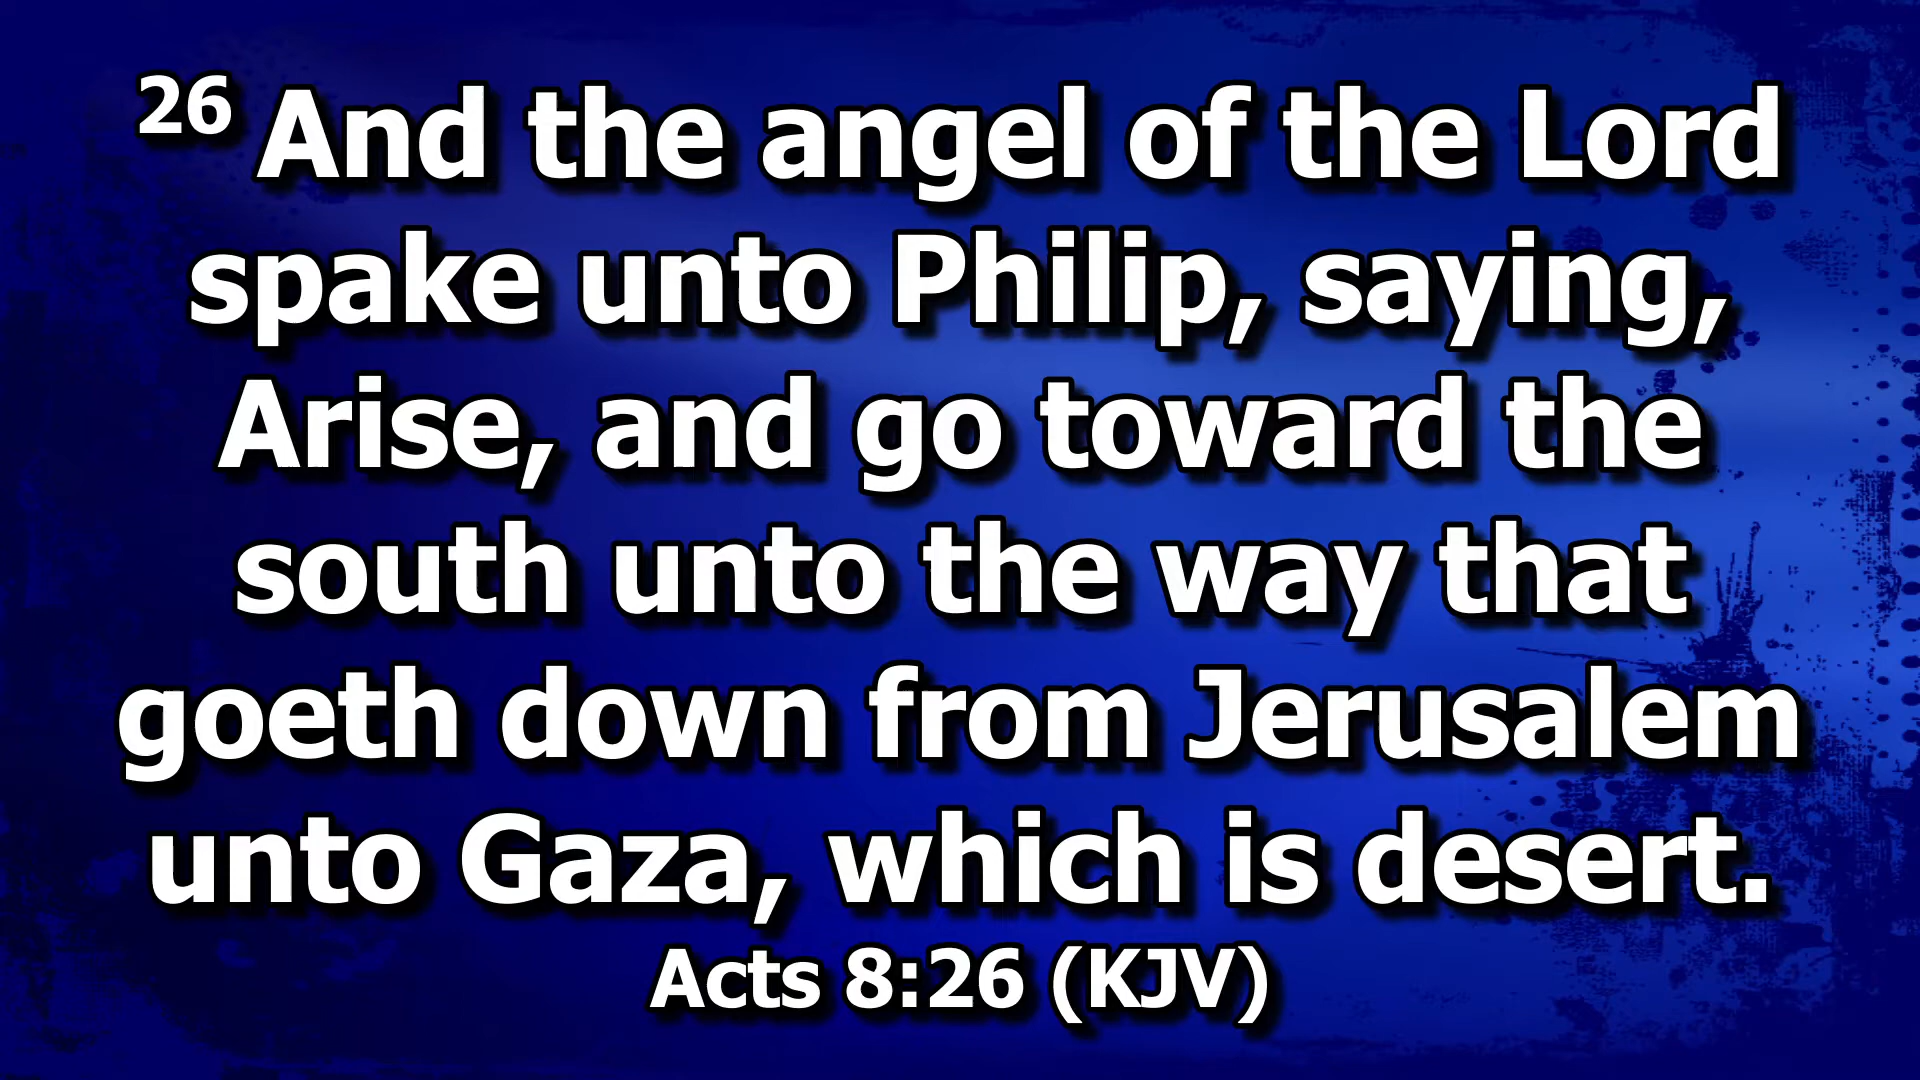 26 And the angel of the Lord
spake unto Philip, saying,
Arise, and go toward the
south unto the way that
goeth down from Jerusalem
unto Gaza, which is desert.
Acts 8:26 (KJV)